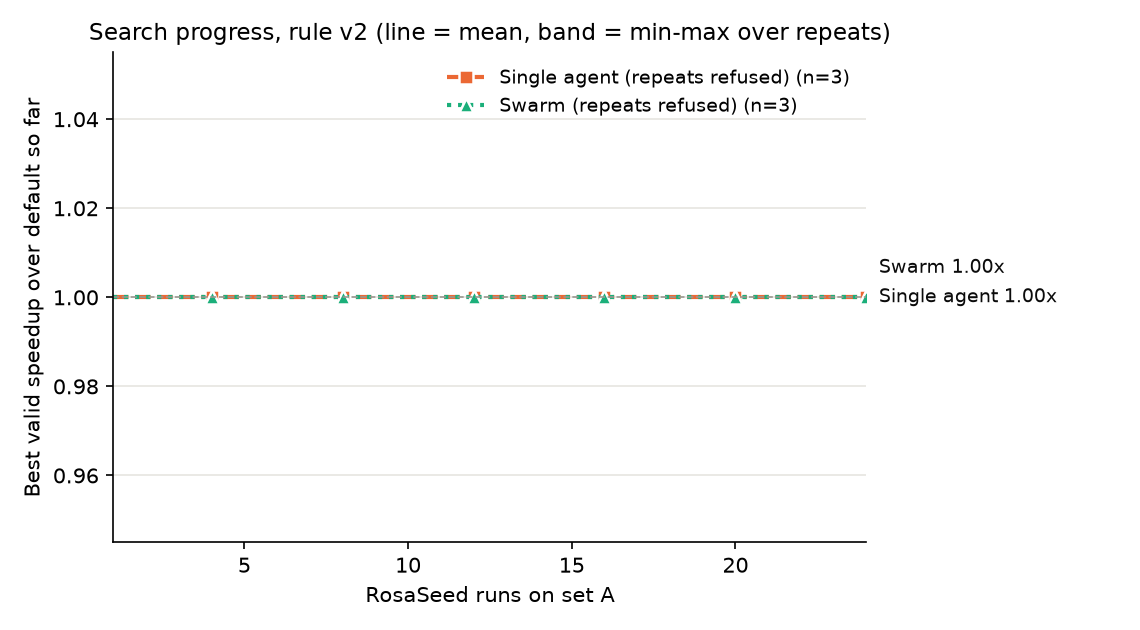 Search progress, rule v2 (line = mean, band = min-max over repeats)
Single agent (repeats refused) (n=3)
Swarm (repeats refused) (n=3)
Best valid speedup over default so far
1.04
1.02
1.00
0.98
0.96
Swarm 1.00x
Single agent 1.00x
5
10
15
20
RosaSeed runs on set A